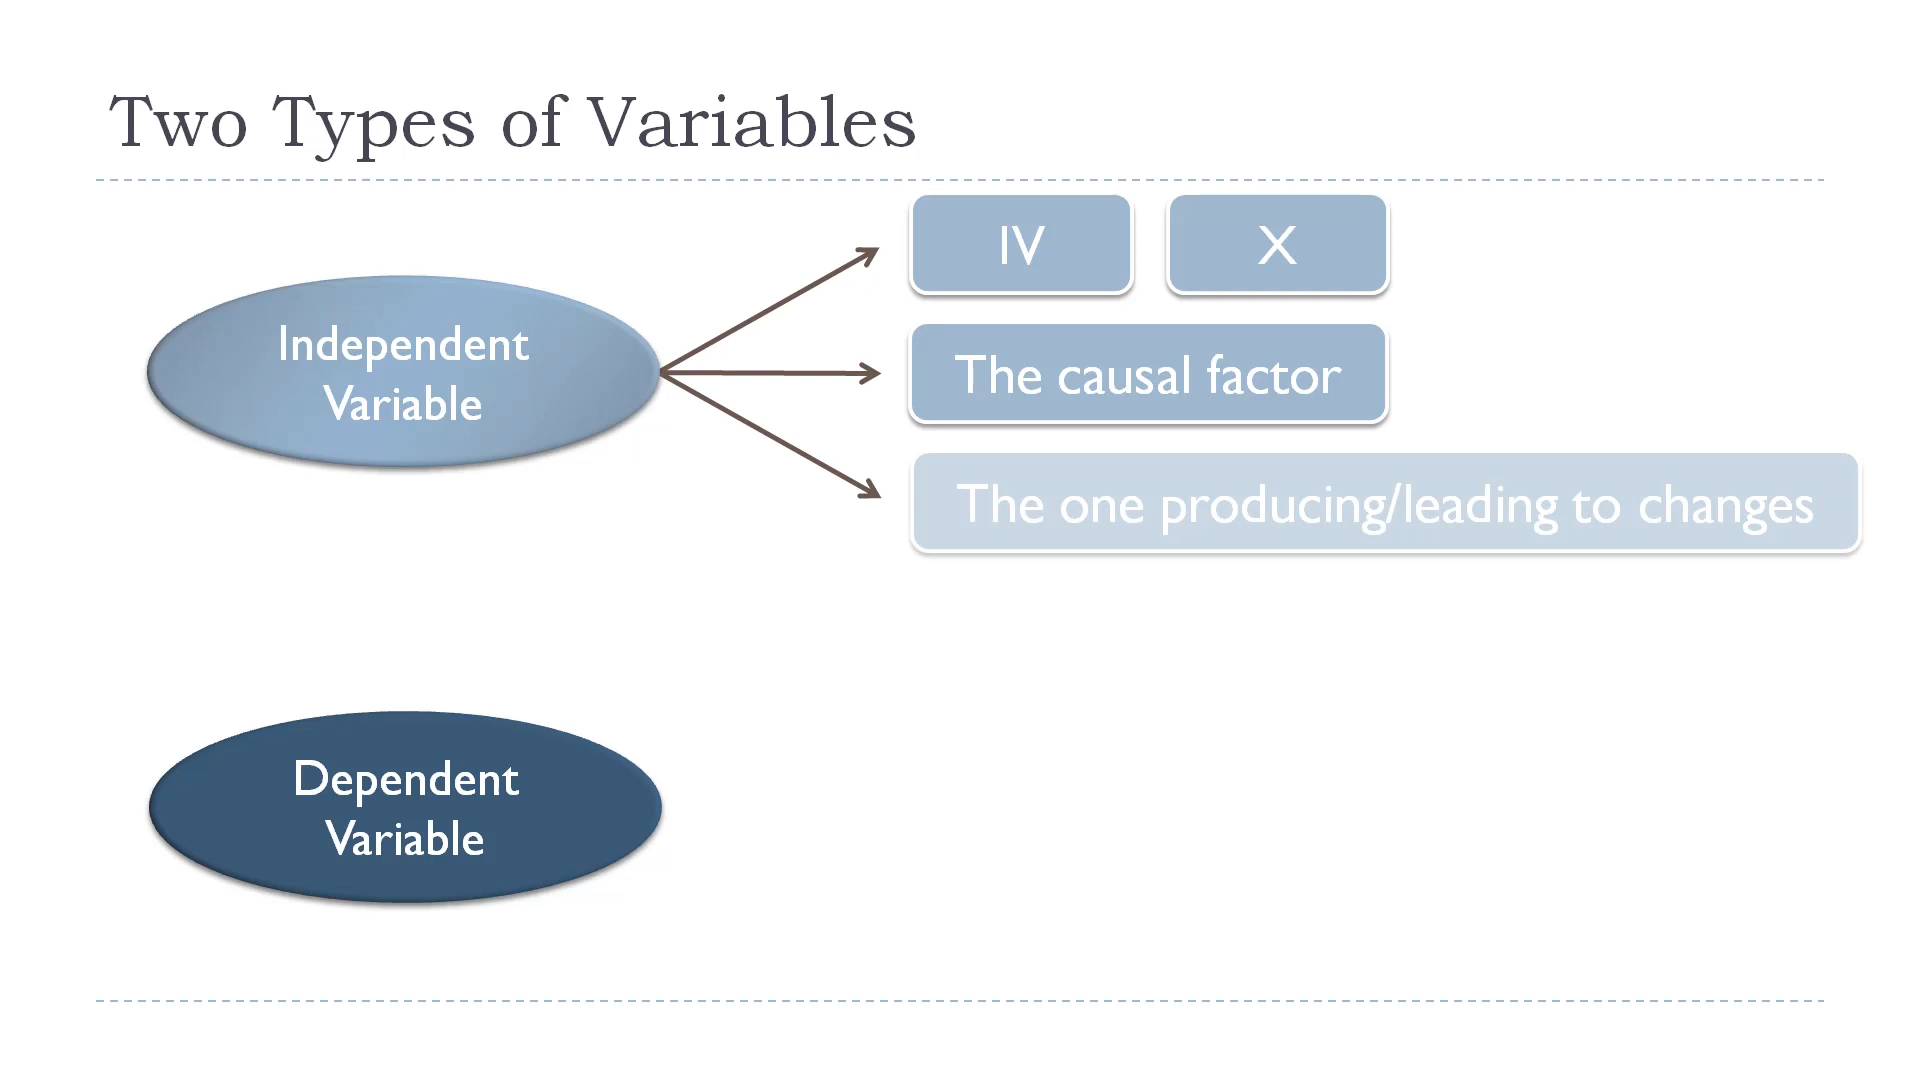 Two Types of Variables
IV
X
Independent
Variable
The causal factor
The one producing/leading to changes
Dependent
Variable